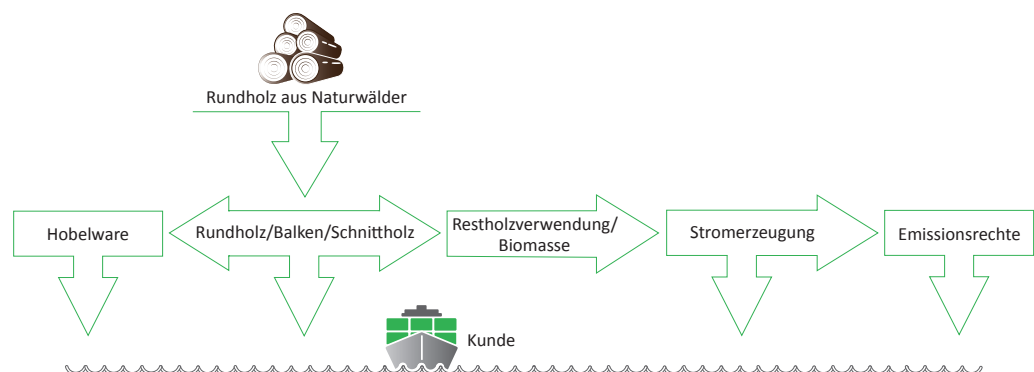 Rundholz aus Naturwälder
Hobelware
Rundholz/Balken/Schnittholz
Restholzverwendung/
Biomasse
Stromerzeugung
Emissionsrechte
Kunde